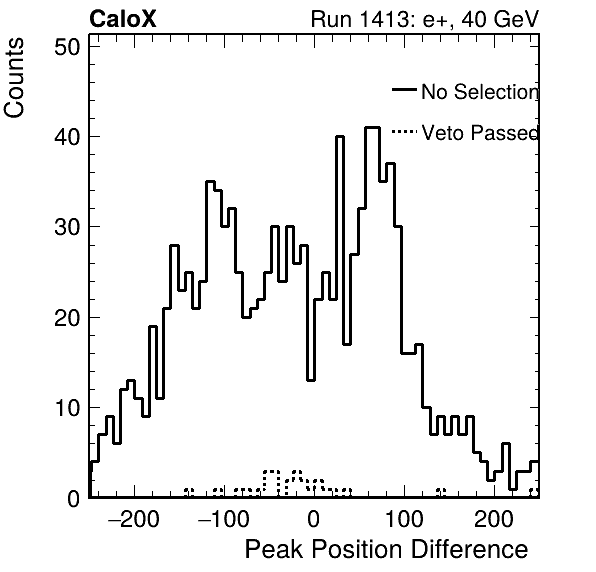 CaloX Run 1413: e+, 40 GeV
Counts
50
No Selection
40
Veto Passed
30
20
10
0
−200 −100 0 100 200
Peak Position Difference